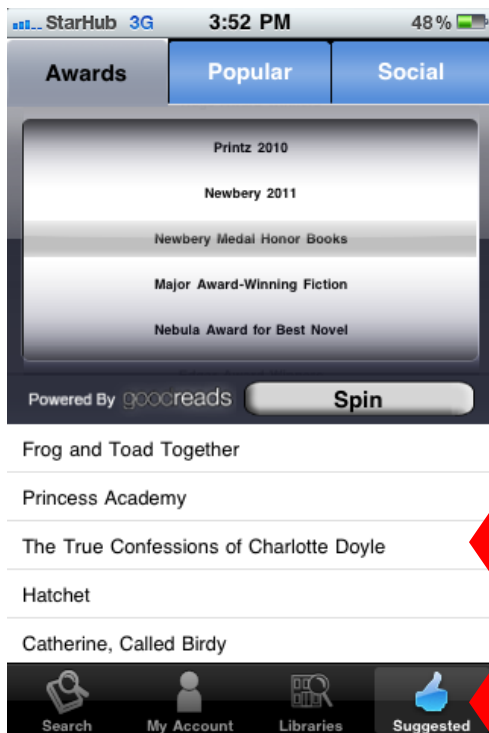 StarHub 3G 3:52 PM 48%
Awards Popular Social
Printz 2010
Newbery 2011
Newbery Medal Honor Books
Major Award-Winning Fiction
Nebula Award for Best Novel
Powered By goodreads Spin
Frog and Toad Together
Princess Academy
The True Confessions of Charlotte Doyle
Hatchet
Catherine, Called Birdy
Search My Account Libraries Suggested